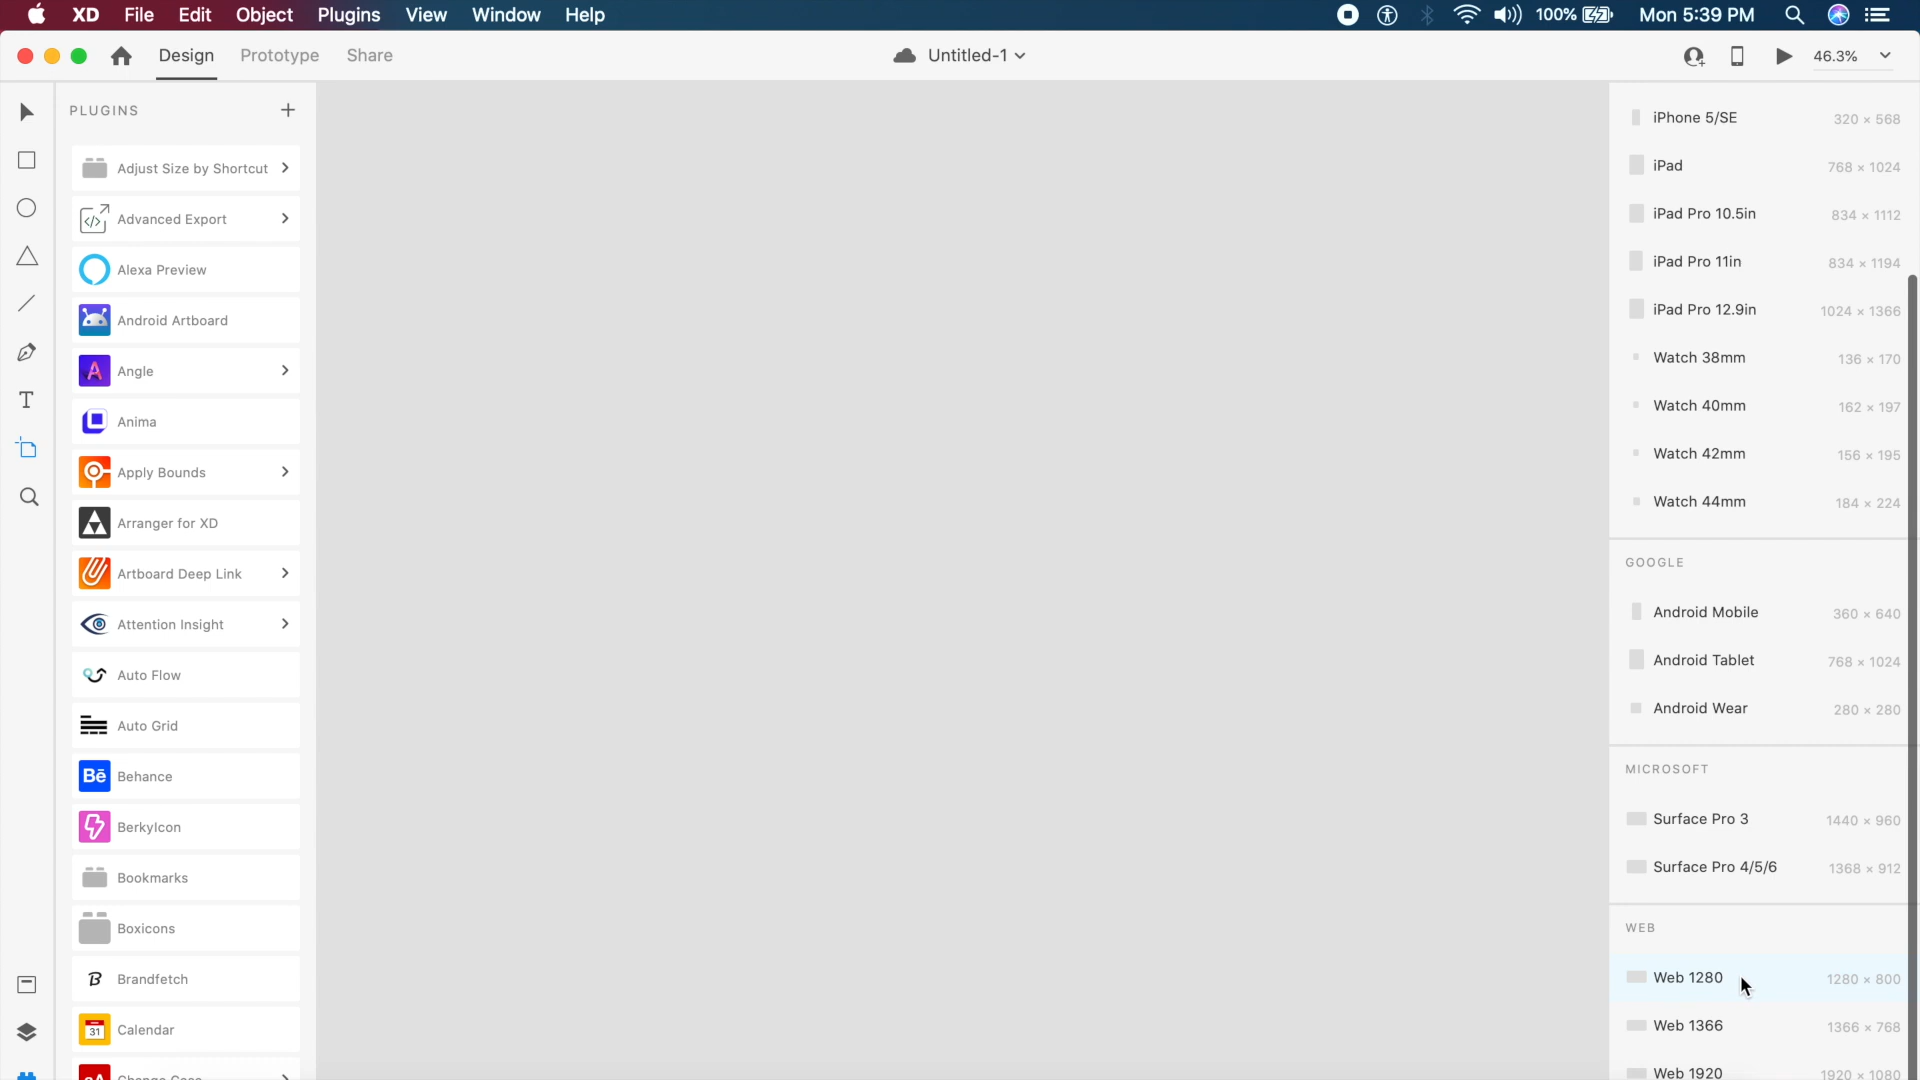 XD File Edit Object Plugins View Window Help 100% Mon 5:39 PM
Design Prototype Share Untitled-1 46.3%
PLUGINS
Adjust Size by Shortcut
Advanced Export
Alexa Preview
Android Artboard
Angle
Anima
Apply Bounds
Arranger for XD
Artboard Deep Link
Attention Insight
Auto Flow
Auto Grid
Bē Behance
BerkyIcon
Bookmarks
Boxicons
Brandfetch
31 Calendar
iPhone 5/SE 320 × 568
iPad 768 × 1024
iPad Pro 10.5in 834 × 1112
iPad Pro 11in 834 × 1194
iPad Pro 12.9in 1024 × 1366
Watch 38mm 136 × 170
Watch 40mm 162 × 197
Watch 42mm 156 × 195
Watch 44mm 184 × 224
GOOGLE
Android Mobile 360 × 640
Android Tablet 768 × 1024
Android Wear 280 × 280
MICROSOFT
Surface Pro 3 1440 × 960
Surface Pro 4/5/6 1368 × 912
WEB
Web 1280 1280 × 800
Web 1366 1366 × 768
Web 1920 1920 × 1080